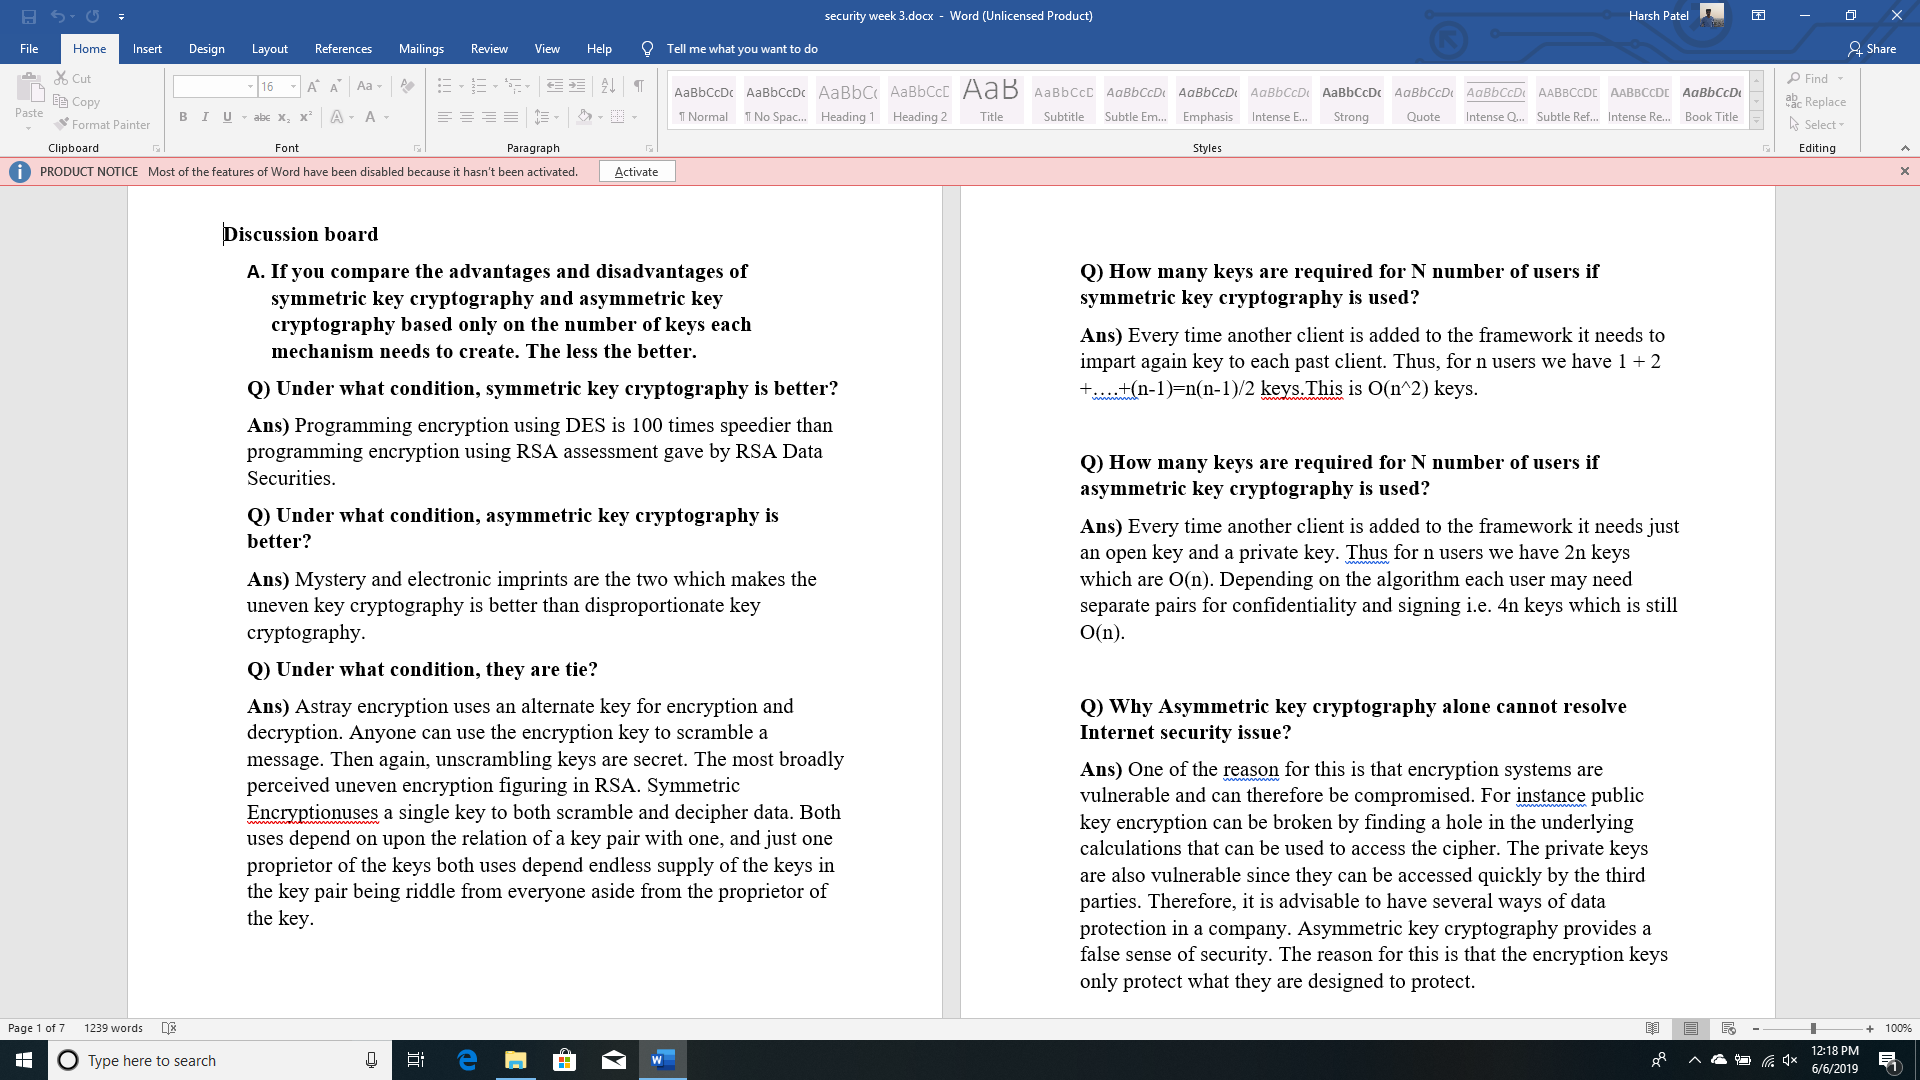 security week 3.docx - Word (Unlicensed Product)
Harsh Patel
File Home Insert Design Layout References Mailings Review View Help Tell me what you want to do
Share
Paste
Cut
Copy
Format Painter
Clipboard
16
Font
Paragraph
AaBbCcDc ¶ Normal
AaBbCcDc ¶ No Spac...
AaBbCc Heading 1
AaBbCcD Heading 2
AaB Title
AaBbCcD Subtitle
AaBbCcDc Subtle Em...
AaBbCcDc Emphasis
AaBbCcDc Intense E...
AaBbCcDc Strong
AaBbCcDc Quote
AaBbCcDc Intense Q...
AABBCCDE Subtle Ref...
AABBCCDE Intense Re...
AaBbCcDc Book Title
Styles
Find
Replace
Select
Editing
PRODUCT NOTICE Most of the features of Word have been disabled because it hasn't been activated. Activate
Discussion board
A. If you compare the advantages and disadvantages of
symmetric key cryptography and asymmetric key
cryptography based only on the number of keys each
mechanism needs to create. The less the better.
Q) Under what condition, symmetric key cryptography is better?
Ans) Programming encryption using DES is 100 times speedier than
programming encryption using RSA assessment gave by RSA Data
Securities.
Q) Under what condition, asymmetric key cryptography is
better?
Ans) Mystery and electronic imprints are the two which makes the
uneven key cryptography is better than disproportionate key
cryptography.
Q) Under what condition, they are tie?
Ans) Astray encryption uses an alternate key for encryption and
decryption. Anyone can use the encryption key to scramble a
message. Then again, unscrambling keys are secret. The most broadly
perceived uneven encryption figuring in RSA. Symmetric
Encryptionuses a single key to both scramble and decipher data. Both
uses depend on upon the relation of a key pair with one, and just one
proprietor of the keys both uses depend endless supply of the keys in
the key pair being riddle from everyone aside from the proprietor of
the key.
Q) How many keys are required for N number of users if
symmetric key cryptography is used?
Ans) Every time another client is added to the framework it needs to
impart again key to each past client. Thus, for n users we have 1 + 2
+….+(n-1)=n(n-1)/2 keys.This is O(n^2) keys.
Q) How many keys are required for N number of users if
asymmetric key cryptography is used?
Ans) Every time another client is added to the framework it needs just
an open key and a private key. Thus for n users we have 2n keys
which are O(n). Depending on the algorithm each user may need
separate pairs for confidentiality and signing i.e. 4n keys which is still
O(n).
Q) Why Asymmetric key cryptography alone cannot resolve
Internet security issue?
Ans) One of the reason for this is that encryption systems are
vulnerable and can therefore be compromised. For instance public
key encryption can be broken by finding a hole in the underlying
calculations that can be used to access the cipher. The private keys
are also vulnerable since they can be accessed quickly by the third
parties. Therefore, it is advisable to have several ways of data
protection in a company. Asymmetric key cryptography provides a
false sense of security. The reason for this is that the encryption keys
only protect what they are designed to protect.
Page 1 of 7 1239 words
100%
Type here to search
12:18 PM
6/6/2019
1